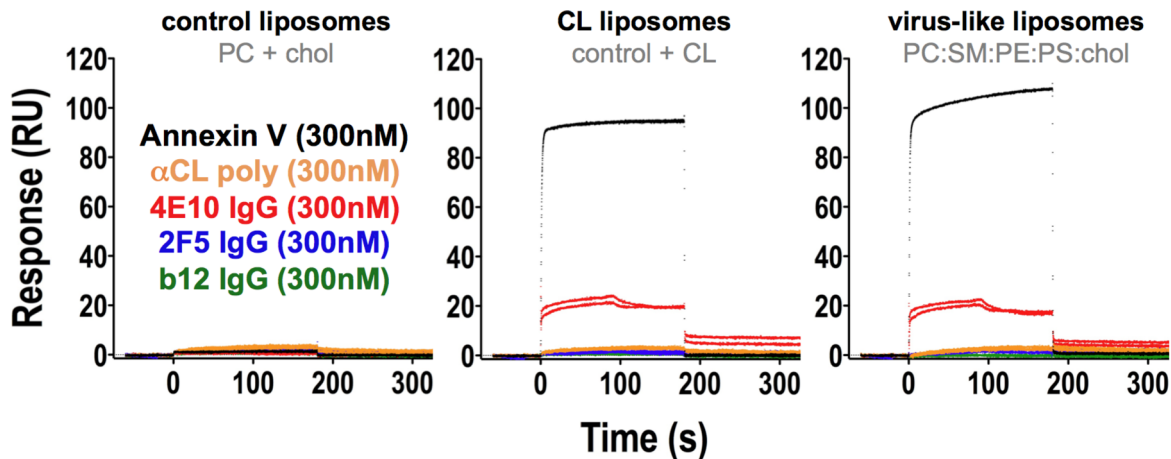 control liposomes
PC + chol
CL liposomes
control + CL
virus-like liposomes
PC:SM:PE:PS:chol
Response (RU)
120
100
80
60
40
20
0
0
100
200
300
Annexin V (300nM)
αCL poly (300nM)
4E10 IgG (300nM)
2F5 IgG (300nM)
b12 IgG (300nM)
120
100
80
60
40
20
0
0
100
200
300
120
100
80
60
40
20
0
0
100
200
300
Time (s)